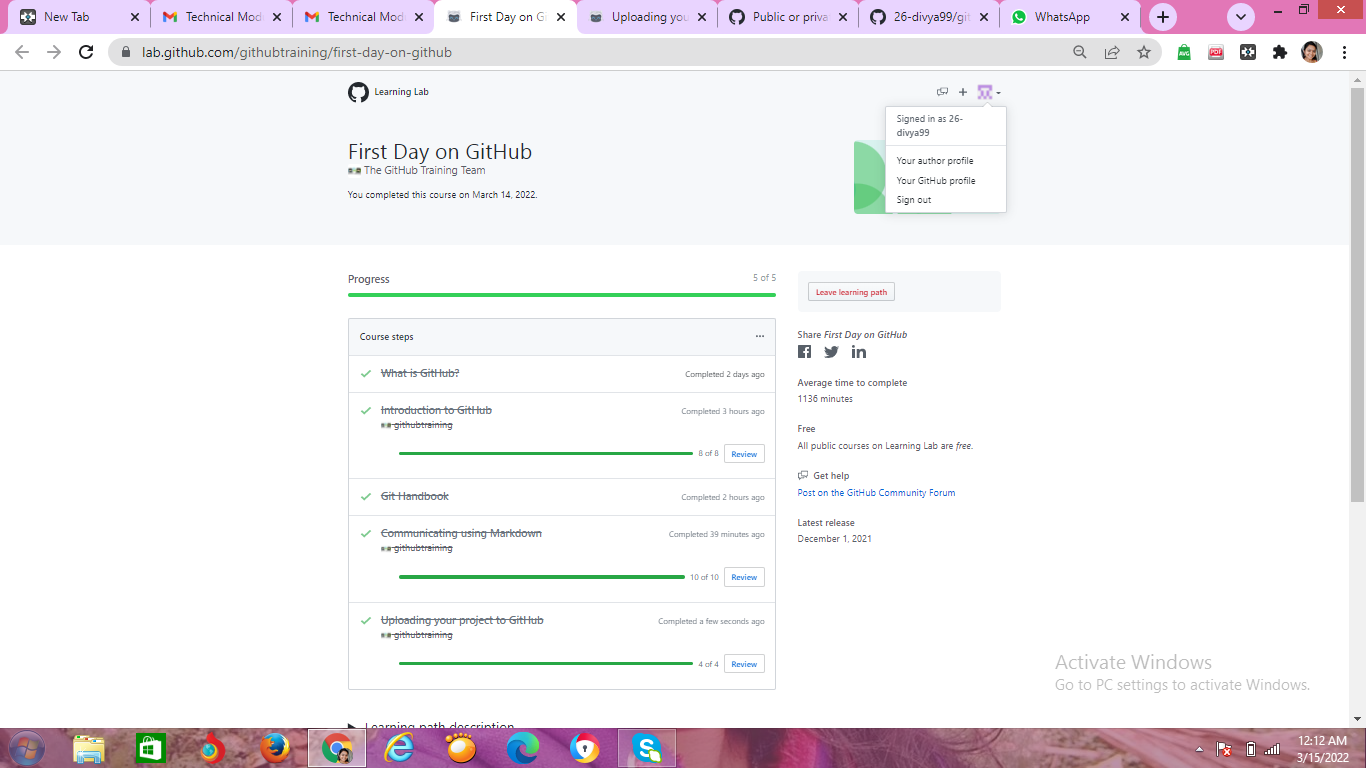 New Tab
Technical Mod
Technical Mod
First Day on G
Uploading you
Public or priva
26-divya99/git
WhatsApp
lab.github.com/githubtraining/first-day-on-github
AVG
PDF
Learning Lab
Signed in as 26-
divya99
Your author profile
Your GitHub profile
Sign out
First Day on GitHub
The GitHub Training Team
You completed this course on March 14, 2022.
Progress
5 of 5
Course steps
What is GitHub?
Completed 2 days ago
Introduction to GitHub
Completed 3 hours ago
githubtraining
8 of 8
Review
Git Handbook
Completed 2 hours ago
Communicating using Markdown
Completed 39 minutes ago
githubtraining
10 of 10
Review
Uploading your project to GitHub
Completed a few seconds ago
githubtraining
4 of 4
Review
Learning path description
Leave learning path
Share First Day on GitHub
Average time to complete
1136 minutes
Free
All public courses on Learning Lab are free.
Get help
Post on the GitHub Community Forum
Latest release
December 1, 2021
Activate Windows
Go to PC settings to activate Windows.
12:12 AM
3/15/2022